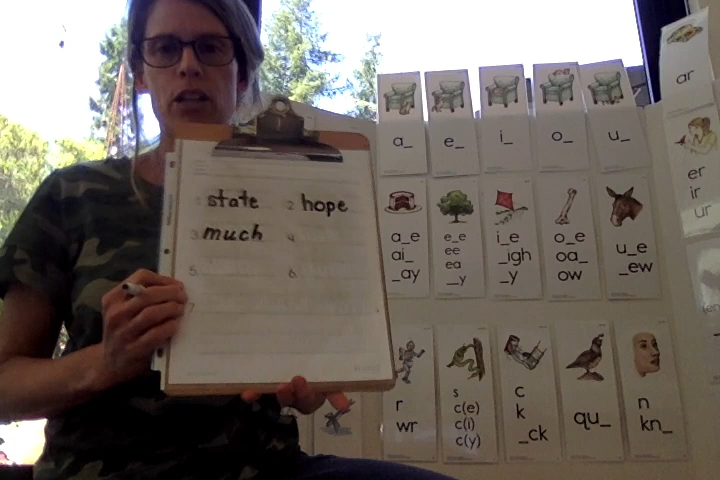 1. state 2. hope
3. much 4.
5. 6.
7
a_ e_ i_ o_ u_
a_e
ai_
_ay
e_e
ee
ea
_y
i_e
_igh
_y
o_e
oa_
ow
u_e
_ew
r
wr
s
c(e)
c(i)
c(y)
c
k
_ck
qu_
n
kn_
ar
er
ir
ur